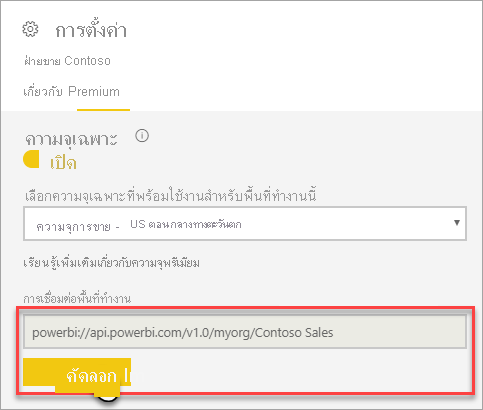 การตั้งค่า
ฝ่ายขาย Contoso
เกี่ยวกับ Premium
ความจุเฉพาะ
เปิด
เลือกความจุเฉพาะที่พร้อมใช้งานสำหรับพื้นที่ทำงานนี้
ความจุการขาย - US ตอนกลางทางตะวันตก
เรียนรู้เพิ่มเติมเกี่ยวกับความจุพรีเมียม
การเชื่อมต่อพื้นที่ทำงาน
powerbi://api.powerbi.com/v1.0/myorg/Contoso Sales
คัดลอก